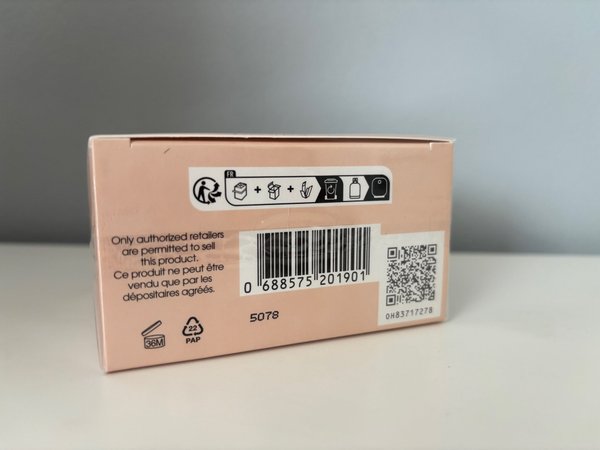 FR
+ + 
Only authorized retailers
are permitted to sell
this product.
Ce produit ne peut être
vendu que par les
dépositaires agréés.
0 688575 201901
5078
36M
22
PAP
0H83717278